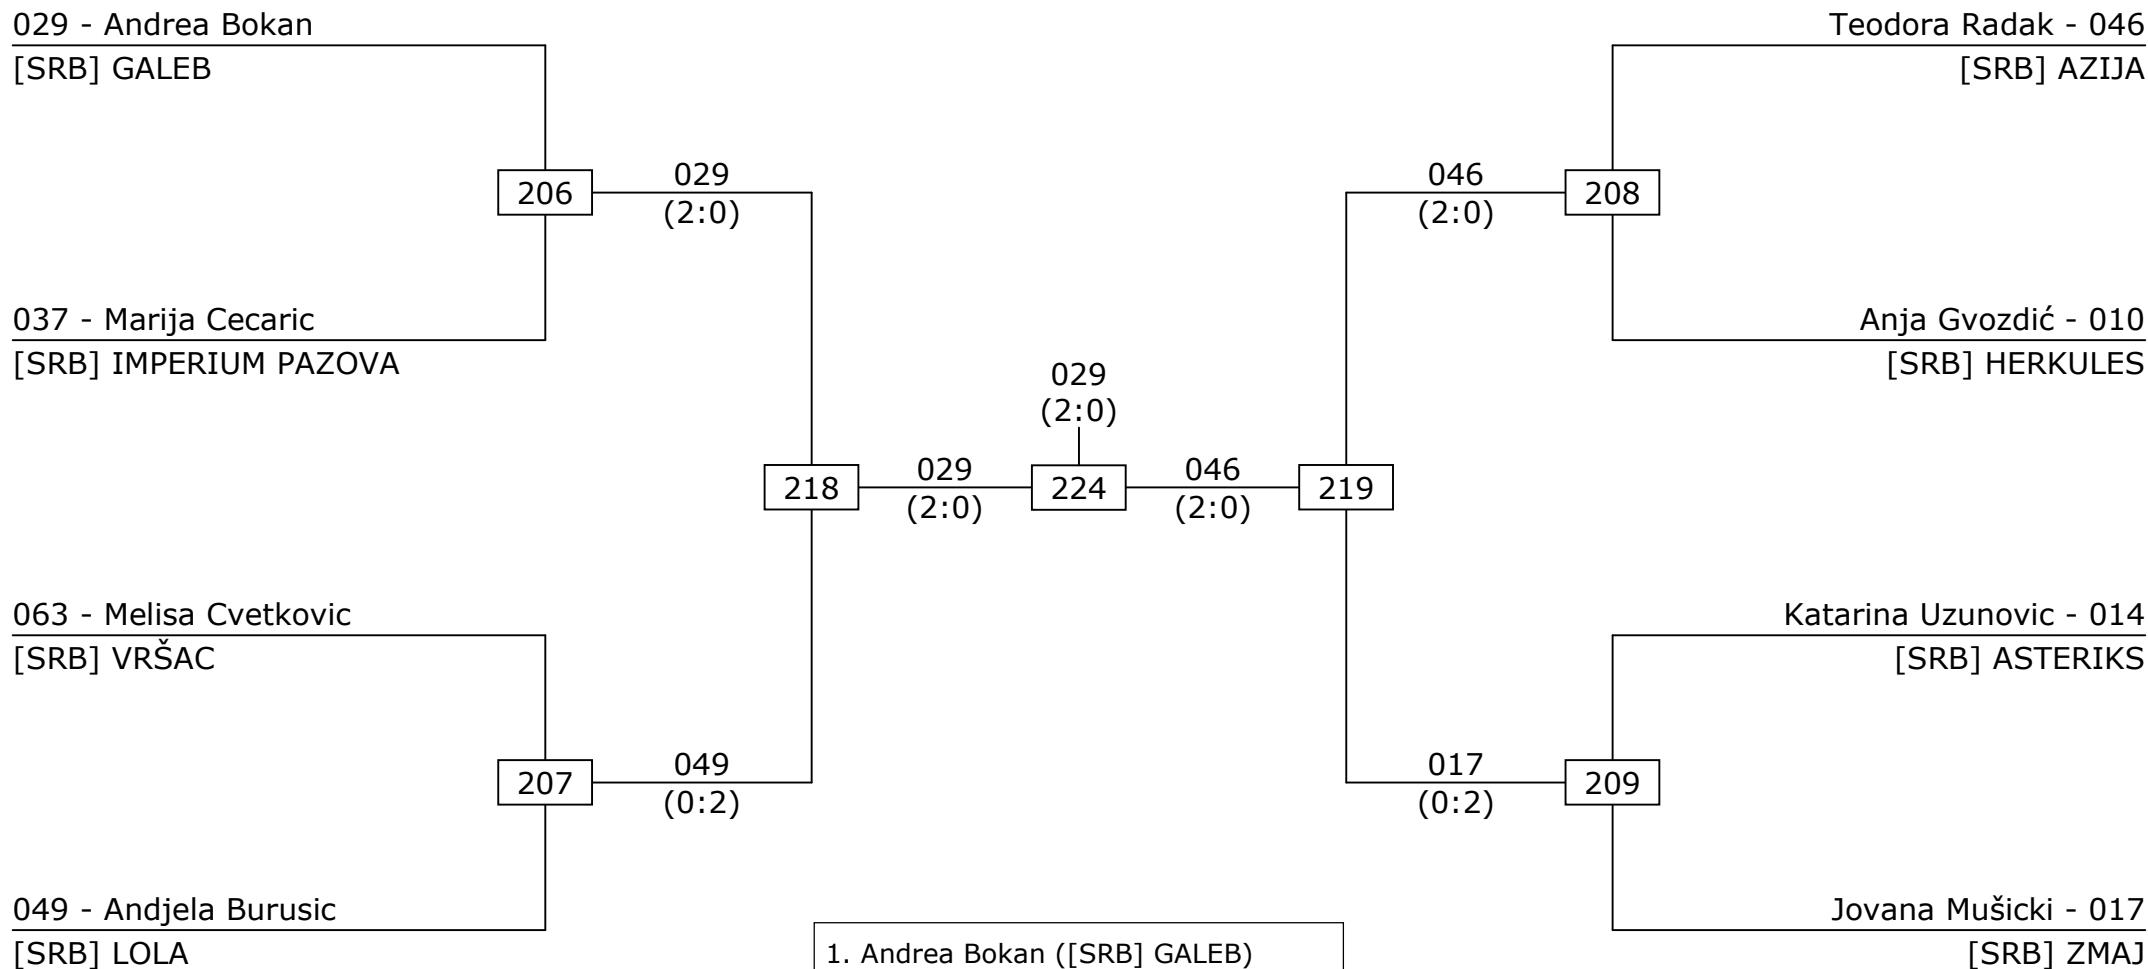 029 - Andrea Bokan
[SRB] GALEB
Teodora Radak - 046
[SRB] AZIJA
206
029
(2:0)
046
(2:0)
208
037 - Marija Cecaric
[SRB] IMPERIUM PAZOVA
Anja Gvozdić - 010
[SRB] HERKULES
029
(2:0)
218
029
(2:0)
224
046
(2:0)
219
063 - Melisa Cvetkovic
[SRB] VRŠAC
Katarina Uzunovic - 014
[SRB] ASTERIKS
207
049
(0:2)
017
(0:2)
209
049 - Andjela Burusic
[SRB] LOLA
Jovana Mušicki - 017
[SRB] ZMAJ
1. Andrea Bokan ([SRB] GALEB)